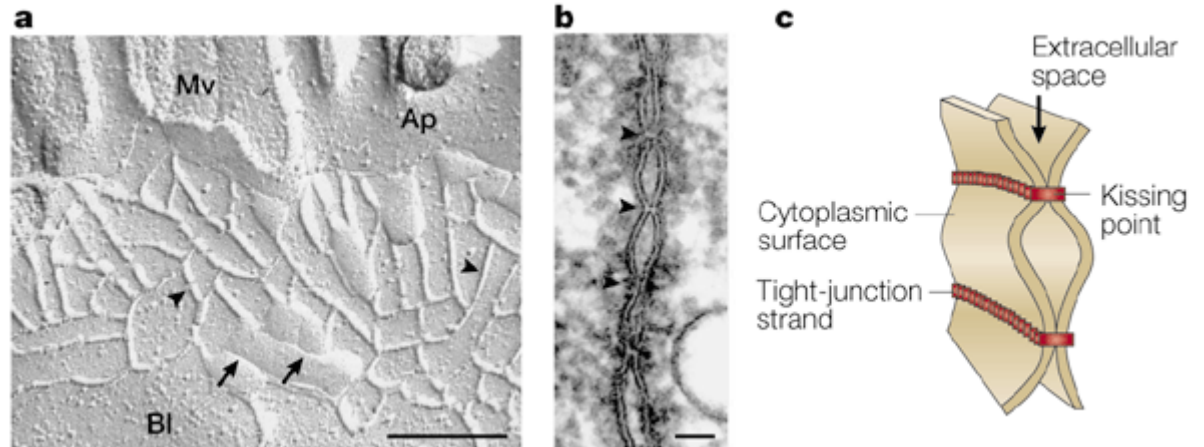 a
Mv
Ap
Bl
b
c
Extracellular
space
Kissing
point
Cytoplasmic
surface
Tight-junction
strand